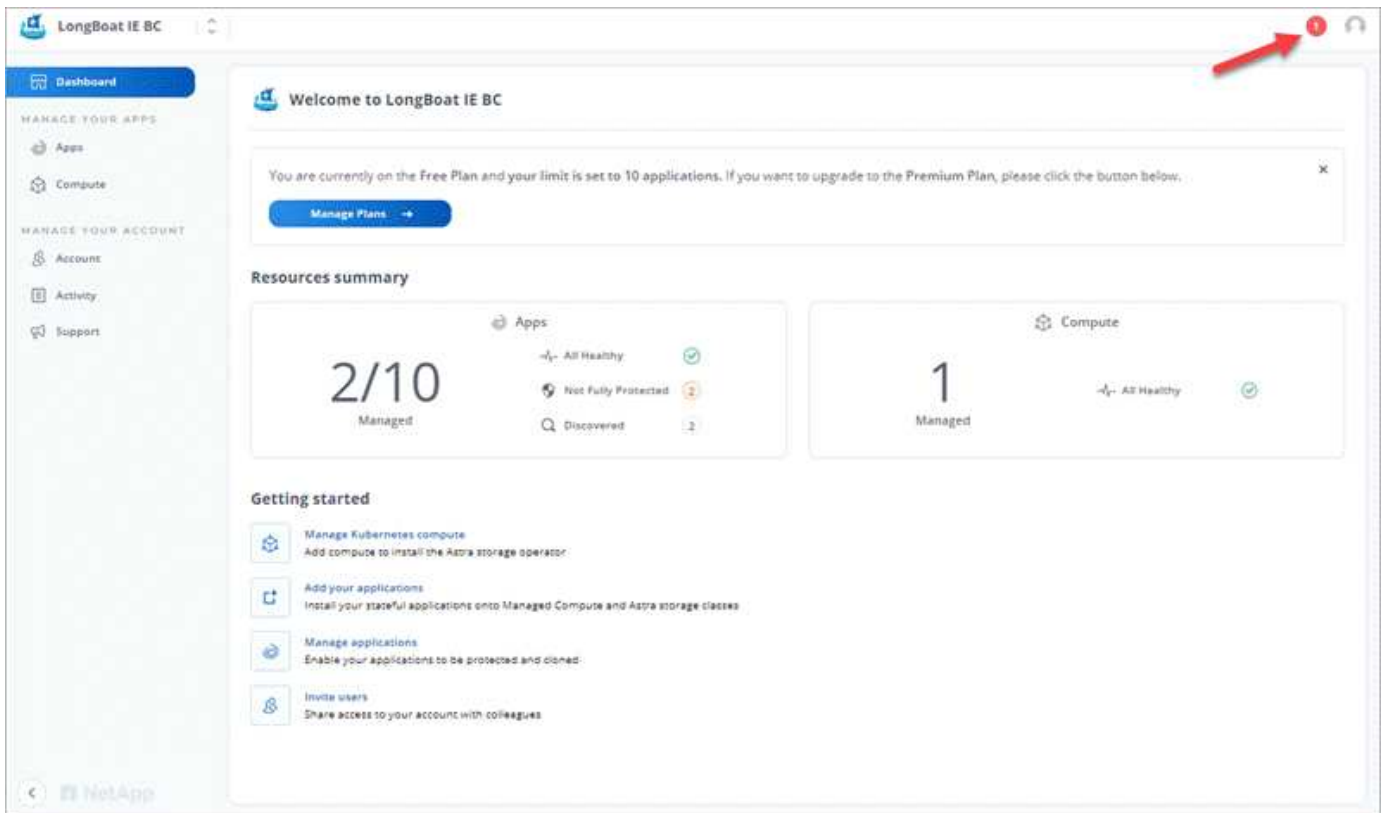 LongBoat IE BC
1
Dashboard
MANAGE YOUR APPS
Apps
Compute
MANAGE YOUR ACCOUNT
Account
Activity
Support
Welcome to LongBoat IE BC
You are currently on the Free Plan and your limit is set to 10 applications. If you want to upgrade to the Premium Plan, please click the button below.
Manage Plans
Resources summary
Apps
2/10
Managed
All Healthy
Not Fully Protected 2
Discovered 2
Compute
1
Managed
All Healthy
Getting started
Manage Kubernetes compute
Add compute to install the Astra storage operator
Add your applications
Install your stateful applications onto Managed Compute and Astra storage classes
Manage applications
Enable your applications to be protected and cloned
Invite users
Share access to your account with colleagues
NetApp